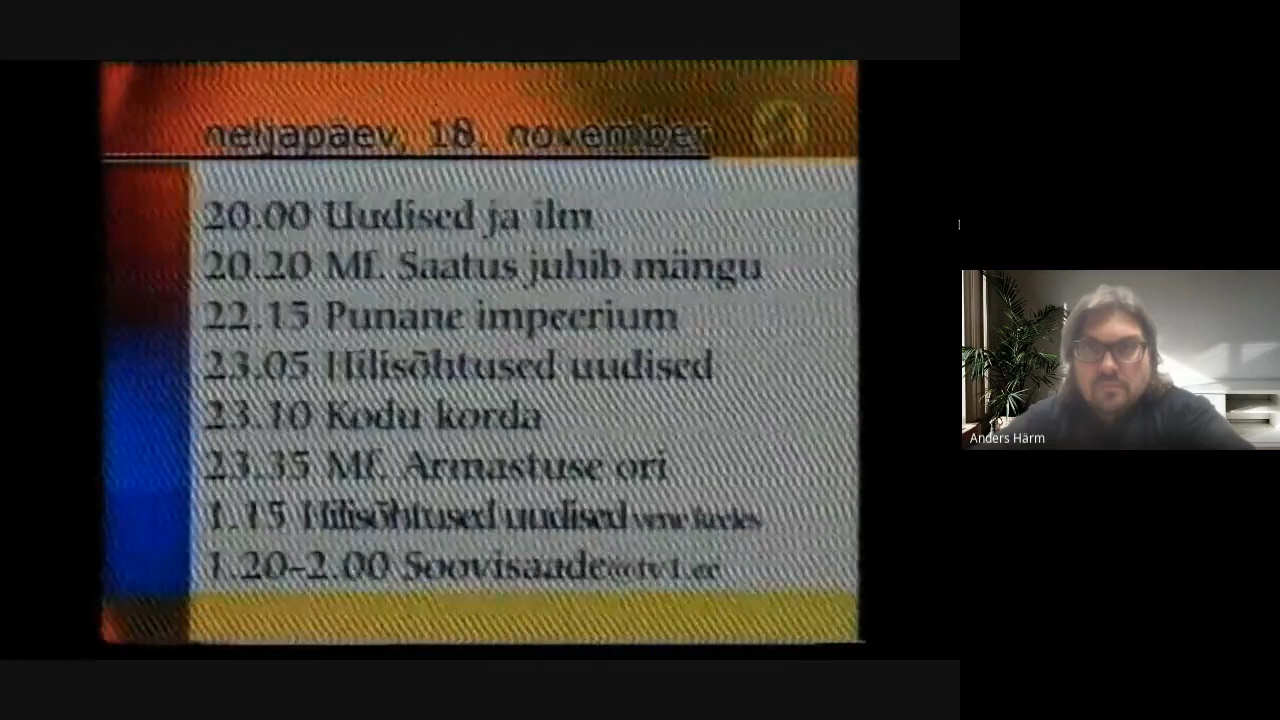 neljapäev, 18. november
20.00 Uudised ja ilm
20.20 Mf. Saatus juhib mängu
22.15 Punane impeerium
23.05 Hilisõhtused uudised
23.10 Kodu korda
23.35 Mf. Armastuse ori
1.15 Hilisõhtused uudised vene keeles
1.20-2.00 Soovisaade@tv1.ee
Anders Härm